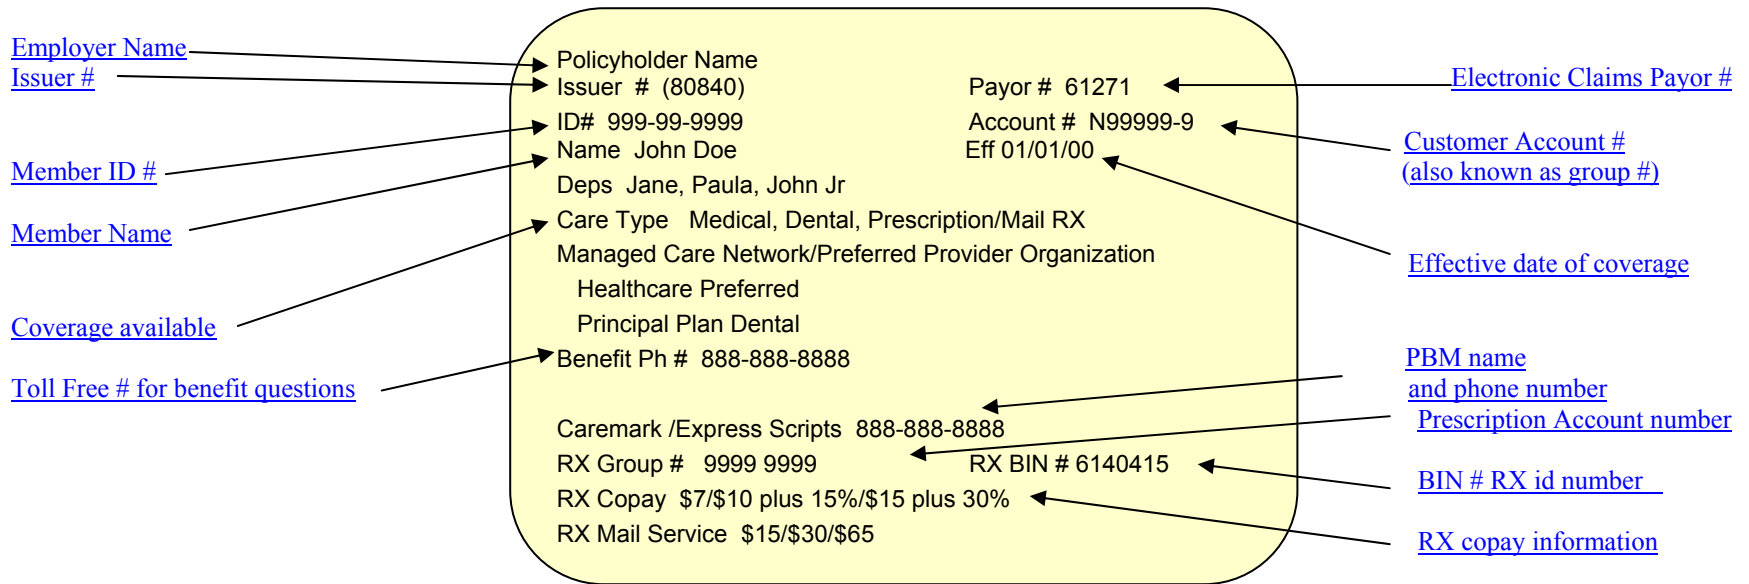 Employer Name
Issuer #
Member ID #
Member Name
Coverage available
Toll Free # for benefit questions
Policyholder Name
Issuer # (80840) Payor # 61271
ID# 999-99-9999 Account # N99999-9
Name John Doe Eff 01/01/00
Deps Jane, Paula, John Jr
Care Type Medical, Dental, Prescription/Mail RX
Managed Care Network/Preferred Provider Organization
Healthcare Preferred
Principal Plan Dental
Benefit Ph # 888-888-8888
Caremark /Express Scripts 888-888-8888
RX Group # 9999 9999 RX BIN # 6140415
RX Copay $7/$10 plus 15%/$15 plus 30%
RX Mail Service $15/$30/$65
Electronic Claims Payor #
Customer Account #
(also known as group #)
Effective date of coverage
PBM name
and phone number
Prescription Account number
BIN # RX id number
RX copay information